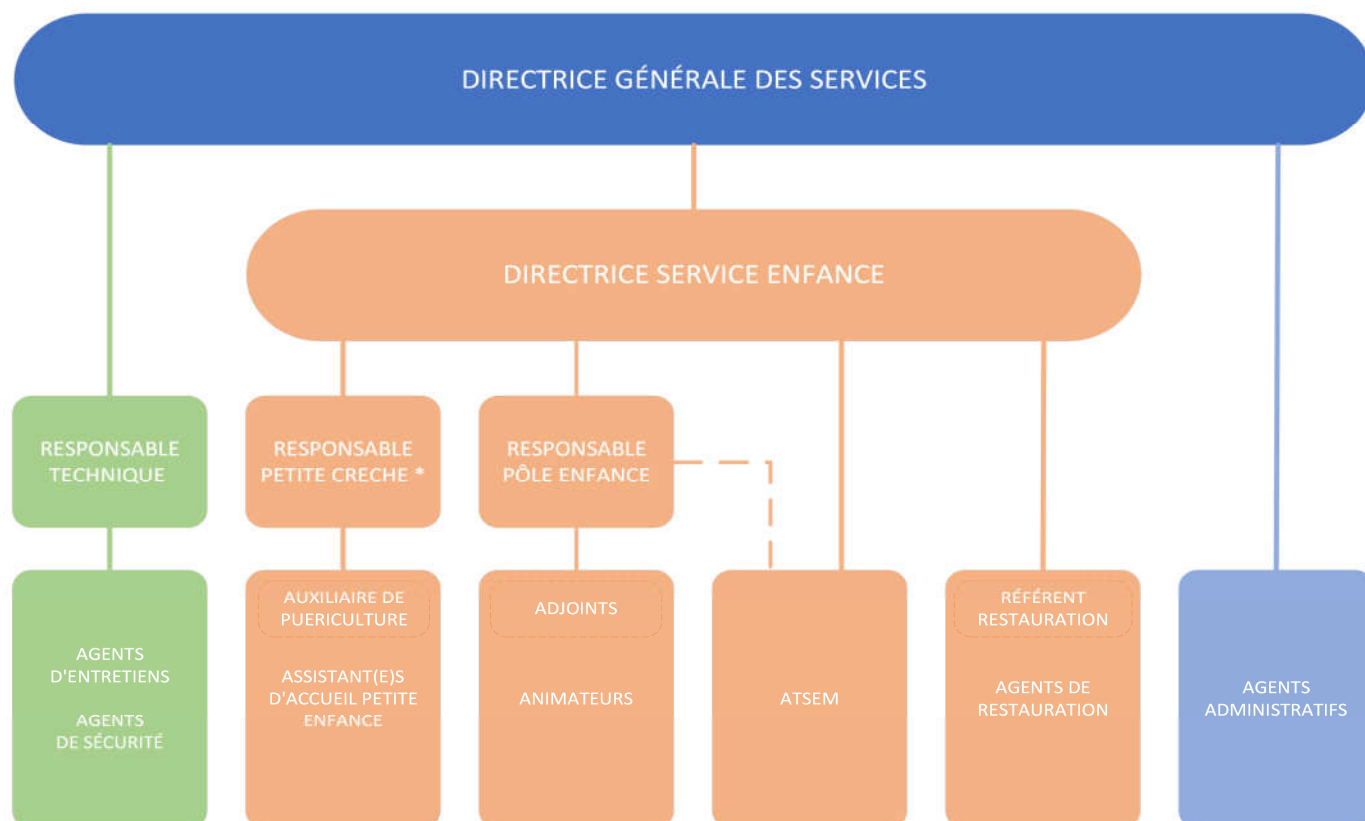 DIRECTRICE GÉNÉRALE DES SERVICES
DIRECTRICE SERVICE ENFANCE
RESPONSABLE
TECHNIQUE
RESPONSABLE
PETITE CRECHE *
RESPONSABLE
PÔLE ENFANCE
AGENTS
D'ENTRETIENS
AGENTS
DE SÉCURITÉ
AUXILIAIRE DE
PUERICULTURE
ASSISTANT(E)S
D'ACCUEIL PETITE
ENFANCE
ADJOINTS
ANIMATEURS
ATSEM
RÉFÉRENT
RESTAURATION
AGENTS DE
RESTAURATION
AGENTS
ADMINISTRATIFS